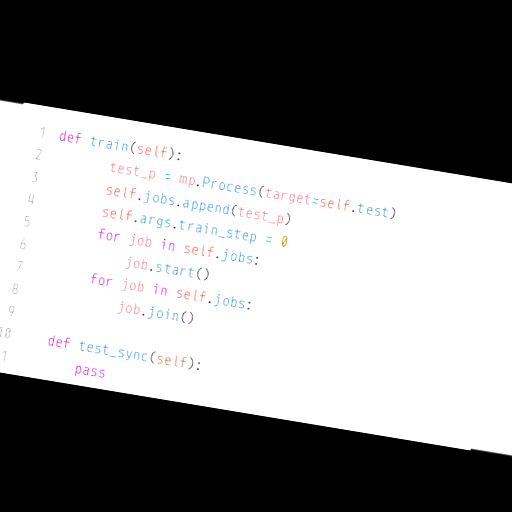 1 def train(self):
2 test_p = mp.Process(target=self.test)
3 self.jobs.append(test_p)
4 self.args.train_step = 0
5 for job in self.jobs:
6 job.start()
7 for job in self.jobs:
8 job.join()
9
10 def test_sync(self):
1 pass